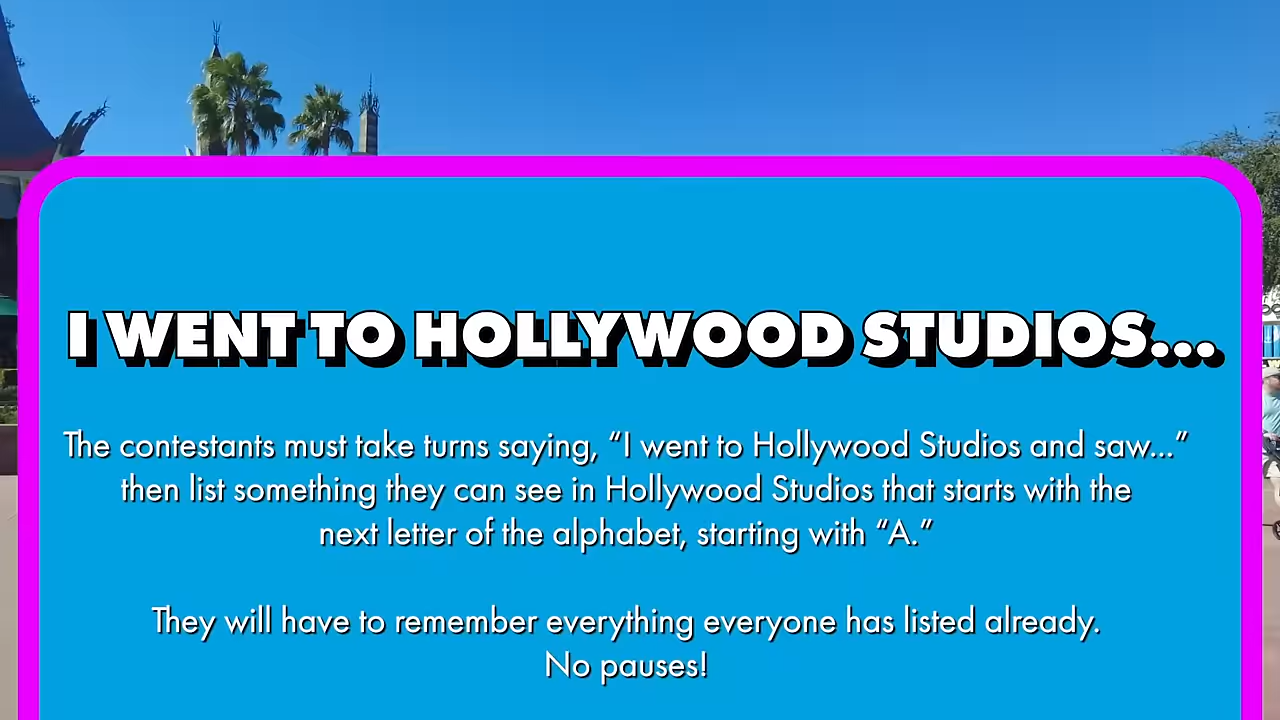 I WENT TO HOLLYWOOD STUDIOS...
The contestants must take turns saying, “I went to Hollywood Studios and saw...”
then list something they can see in Hollywood Studios that starts with the
next letter of the alphabet, starting with “A.”
They will have to remember everything everyone has listed already.
No pauses!